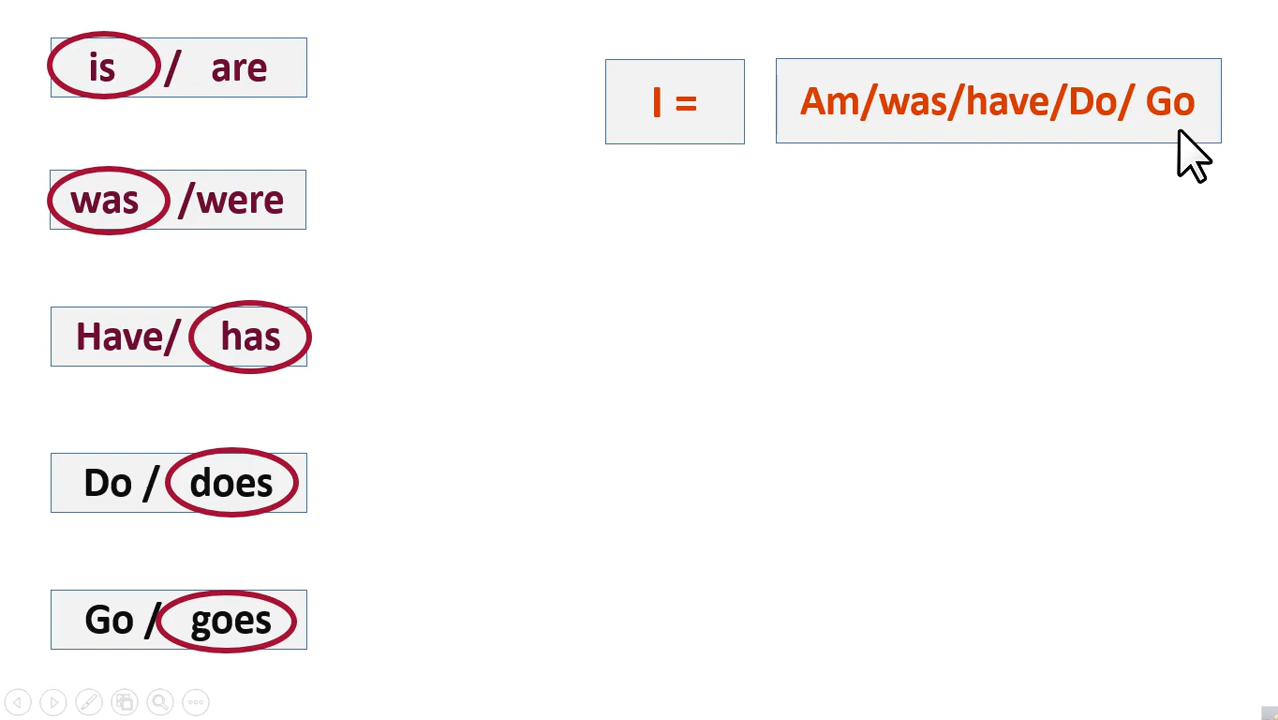 is / are
was /were
Have/ has
Do / does
Go / goes
I =
Am/was/have/Do/ Go